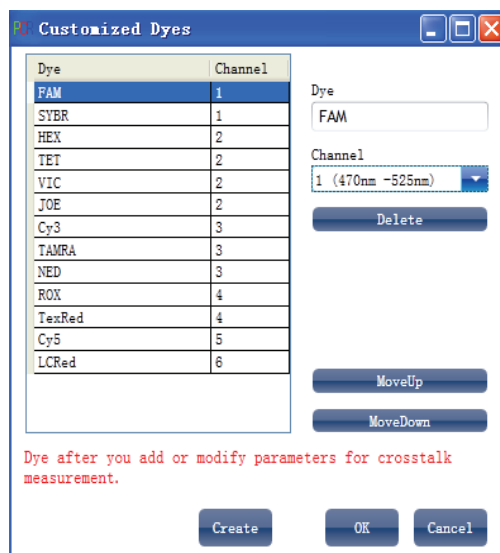 PCR Customized Dyes
Dye Channel
FAM 1
SYBR 1
HEX 2
TET 2
VIC 2
JOE 2
Cy3 3
TAMRA 3
NED 3
ROX 4
TexRed 4
Cy5 5
LCRed 6
Dye
FAM
Channel
1 (470nm -525nm)
Delete
MoveUp
MoveDown
Dye after you add or modify parameters for crosstalk
measurement.
Create OK Cancel